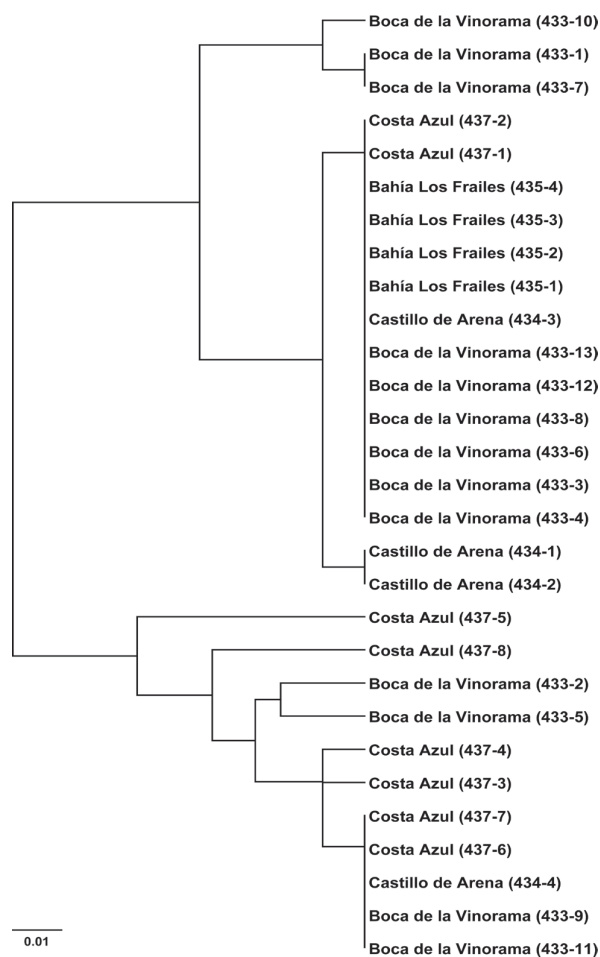 Boca de la Vinorama (433-10)
Boca de la Vinorama (433-1)
Boca de la Vinorama (433-7)
Costa Azul (437-2)
Costa Azul (437-1)
Bahía Los Frailes (435-4)
Bahía Los Frailes (435-3)
Bahía Los Frailes (435-2)
Bahía Los Frailes (435-1)
Castillo de Arena (434-3)
Boca de la Vinorama (433-13)
Boca de la Vinorama (433-12)
Boca de la Vinorama (433-8)
Boca de la Vinorama (433-6)
Boca de la Vinorama (433-3)
Boca de la Vinorama (433-4)
Castillo de Arena (434-1)
Castillo de Arena (434-2)
Costa Azul (437-5)
Costa Azul (437-8)
Boca de la Vinorama (433-2)
Boca de la Vinorama (433-5)
Costa Azul (437-4)
Costa Azul (437-3)
Costa Azul (437-7)
Costa Azul (437-6)
Castillo de Arena (434-4)
Boca de la Vinorama (433-9)
Boca de la Vinorama (433-11)
0.01